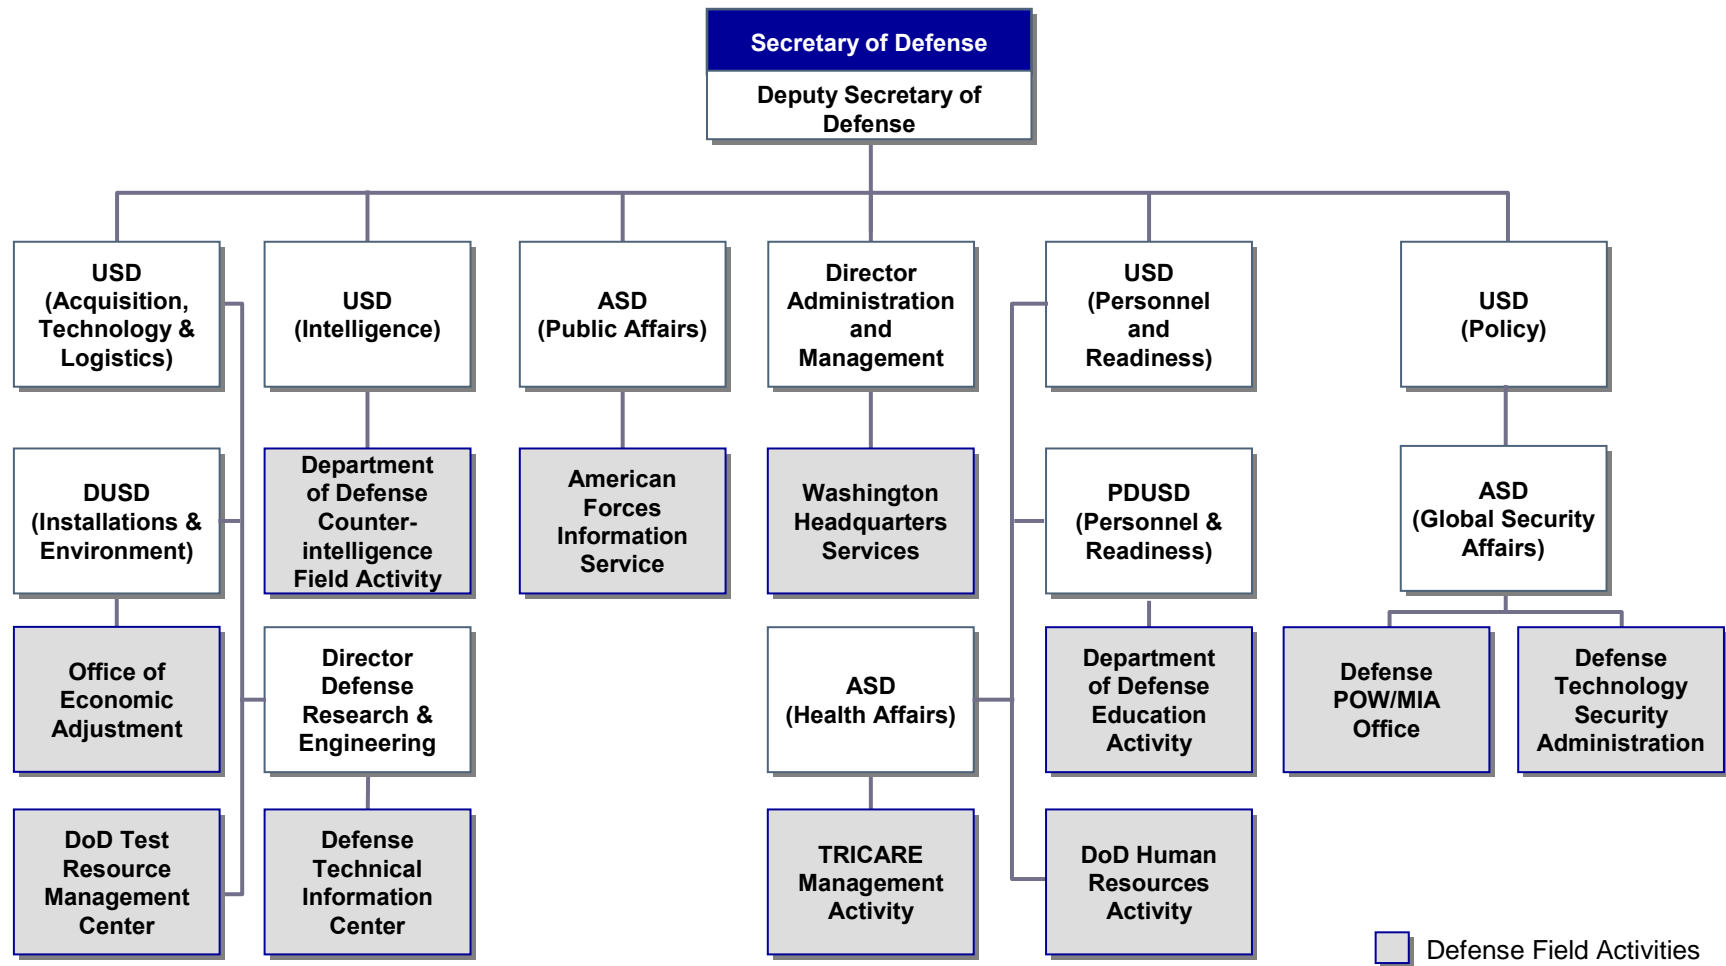 Secretary of Defense
Deputy Secretary of
Defense
USD
(Acquisition,
Technology &
Logistics)
USD
(Intelligence)
ASD
(Public Affairs)
Director
Administration
and
Management
USD
(Personnel
and
Readiness)
USD
(Policy)
DUSD
(Installations &
Environment)
Department
of Defense
Counter-
intelligence
Field Activity
American
Forces
Information
Service
Washington
Headquarters
Services
PDUSD
(Personnel &
Readiness)
ASD
(Global Security
Affairs)
Office of
Economic
Adjustment
Director
Defense
Research &
Engineering
ASD
(Health Affairs)
Department
of Defense
Education
Activity
Defense
POW/MIA
Office
Defense
Technology
Security
Administration
DoD Test
Resource
Management
Center
Defense
Technical
Information
Center
TRICARE
Management
Activity
DoD Human
Resources
Activity
Defense Field Activities